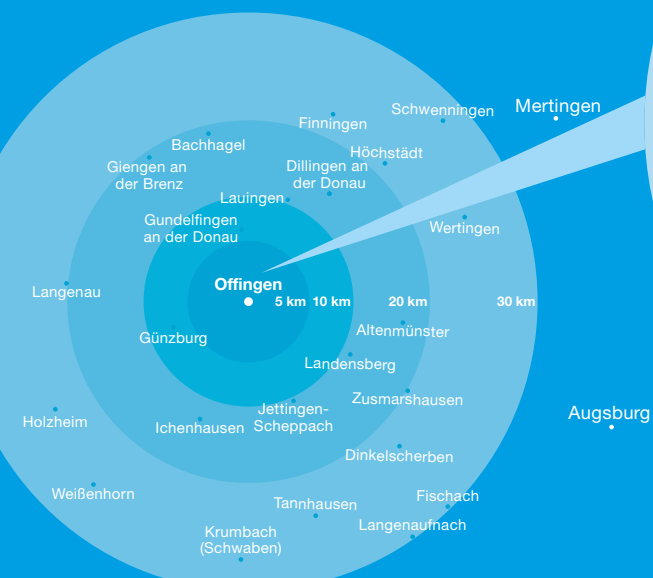 Schwenningen
Mertingen
Finningen
Bachhagel
Höchstädt
Giengen an
der Brenz
Dillingen an
der Donau
Lauingen
Gundelfingen
an der Donau
Wertingen
Offingen
Langenau
5 km 10 km 20 km 30 km
Altenmünster
Günzburg
Landensberg
Zusmarshausen
Jettingen-
Scheppach
Augsburg
Holzheim
Ichenhausen
Dinkelscherben
Weißenhorn
Fischach
Tannhausen
Langenaufnach
Krumbach
(Schwaben)